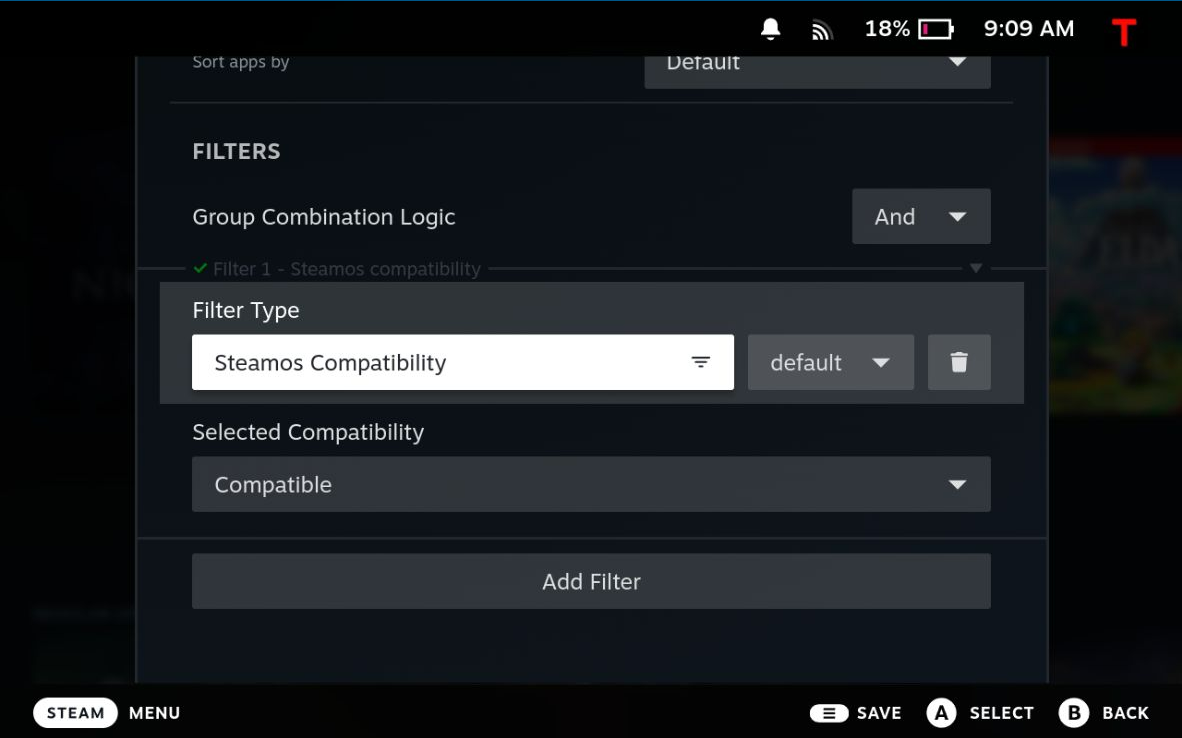 18% 9:09 AM T
Sort apps by Default
FILTERS
Group Combination Logic And
Filter 1 - Steamos compatibility
Filter Type
Steamos Compatibility default
Selected Compatibility
Compatible
Add Filter
STEAM MENU SAVE A SELECT B BACK